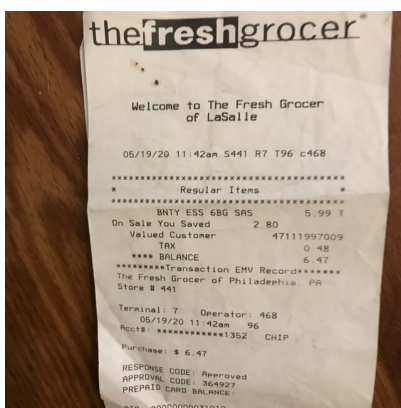 thefreshgrocer®
Welcome to The Fresh Grocer
of LaSalle
05/19/20 11:42am S441 R7 T96 c468
****************************************
* Regular Items *
****************************************
BNTY ESS 6BG SAS 5.99 T
On Sale You Saved 2.80
Valued Customer 47111997009
TAX 0.48
**** BALANCE 6.47
*********Transaction EMV Record*******
The Fresh Grocer of Philadephia, PA
Store # 441
Terminal: 7 Operator: 468
05/19/20 11:42am 96
Acct#: ************1352 CHIP
Purchase: $ 6.47
RESPONSE CODE: Approved
APPROVAL CODE: 364927
PREPAID CARD BALANCE: